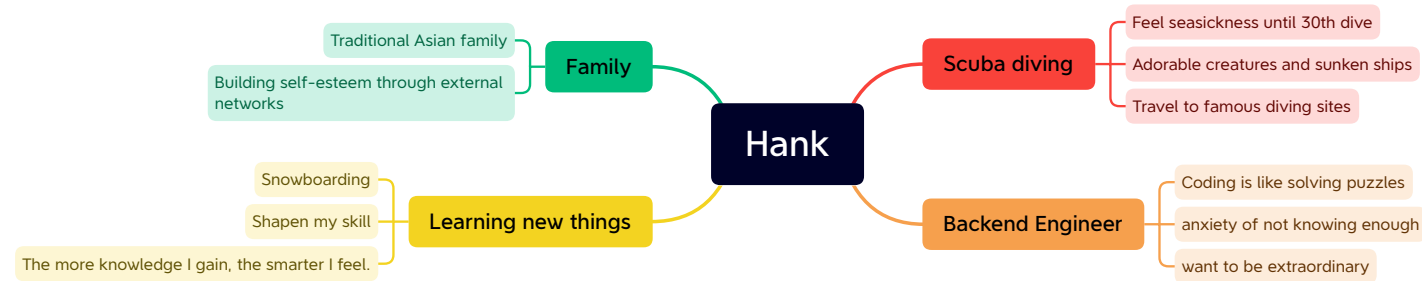 Hank
Family
Traditional Asian family
Building self-esteem through external
networks
Learning new things
Snowboarding
Shapen my skill
The more knowledge I gain, the smarter I feel.
Scuba diving
Feel seasickness until 30th dive
Adorable creatures and sunken ships
Travel to famous diving sites
Backend Engineer
Coding is like solving puzzles
anxiety of not knowing enough
want to be extraordinary